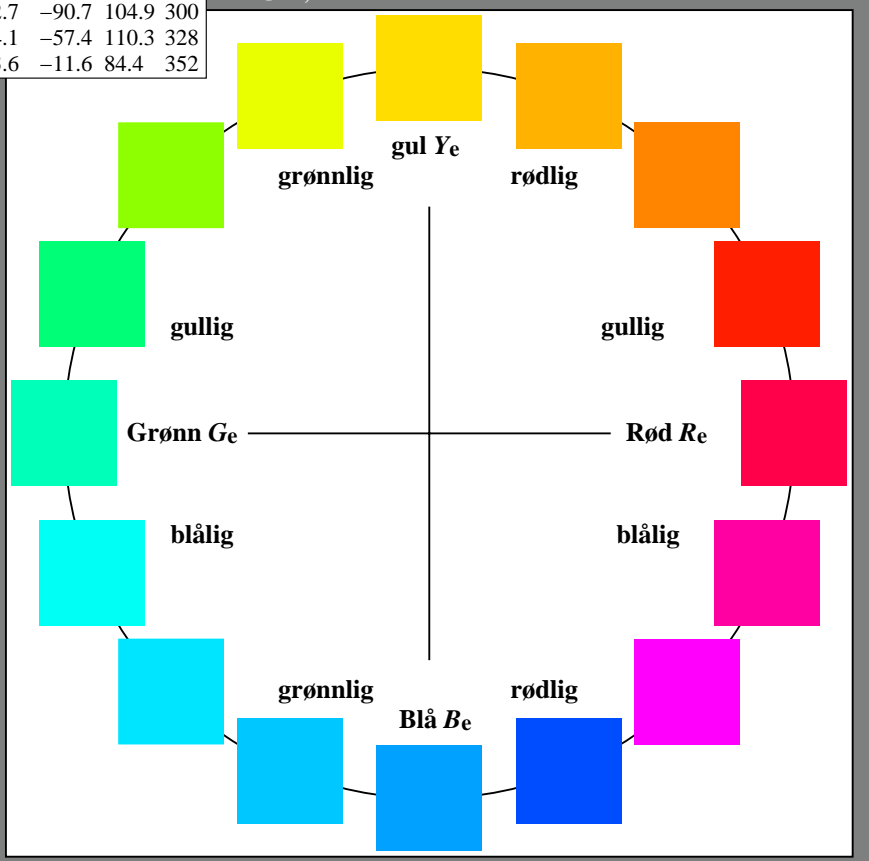 −90.7 104.9 300
−57.4 110.3 328
−11.6 84.4 352
gul Ye
grønnlig rødlig
gullig gullig
Grønn Ge Rød Re
blålig blålig
grønnlig rødlig
Blå Be